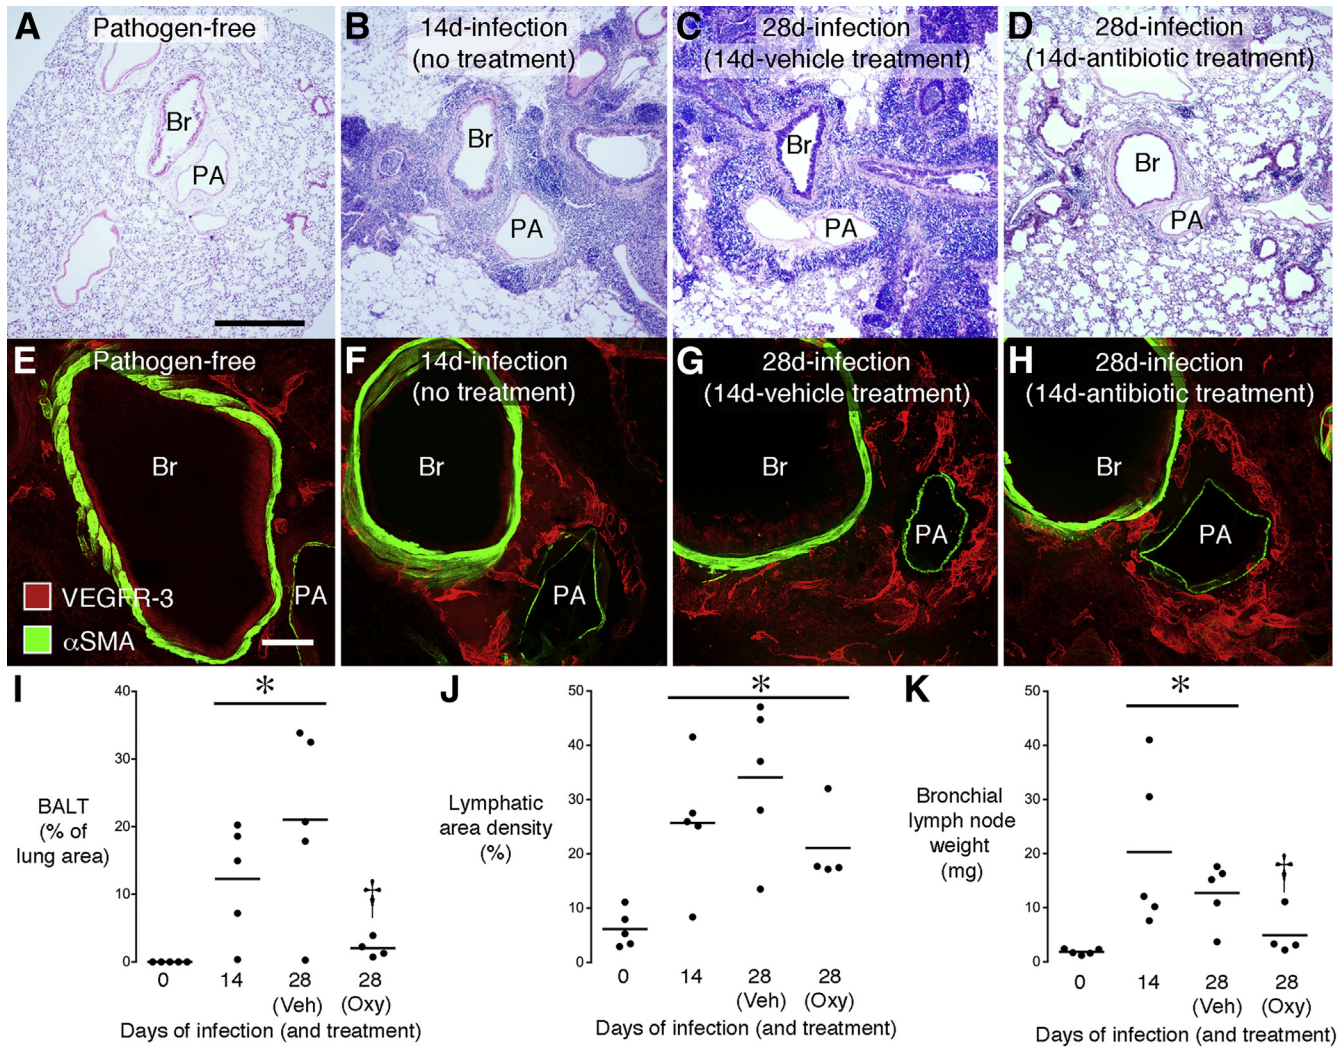 A
Pathogen-free
Br
PA
B
14d-infection
(no treatment)
Br
PA
C
28d-infection
(14d-vehicle treatment)
Br
PA
D
28d-infection
(14d-antibiotic treatment)
Br
PA
E
Pathogen-free
Br
PA
VEGFR-3
αSMA
F
14d-infection
(no treatment)
Br
PA
G
28d-infection
(14d-vehicle treatment)
Br
PA
H
28d-infection
(14d-antibiotic treatment)
Br
PA
I
BALT
(% of
lung area)
40
30
20
10
0
*
†
0 14 28 28
(Veh) (Oxy)
Days of infection (and treatment)
J
Lymphatic
area density
(%)
50
40
30
20
10
0
*
0 14 28 28
(Veh) (Oxy)
Days of infection (and treatment)
K
Bronchial
lymph node
weight
(mg)
50
40
30
20
10
0
*
†
0 14 28 28
(Veh) (Oxy)
Days of infection (and treatment)